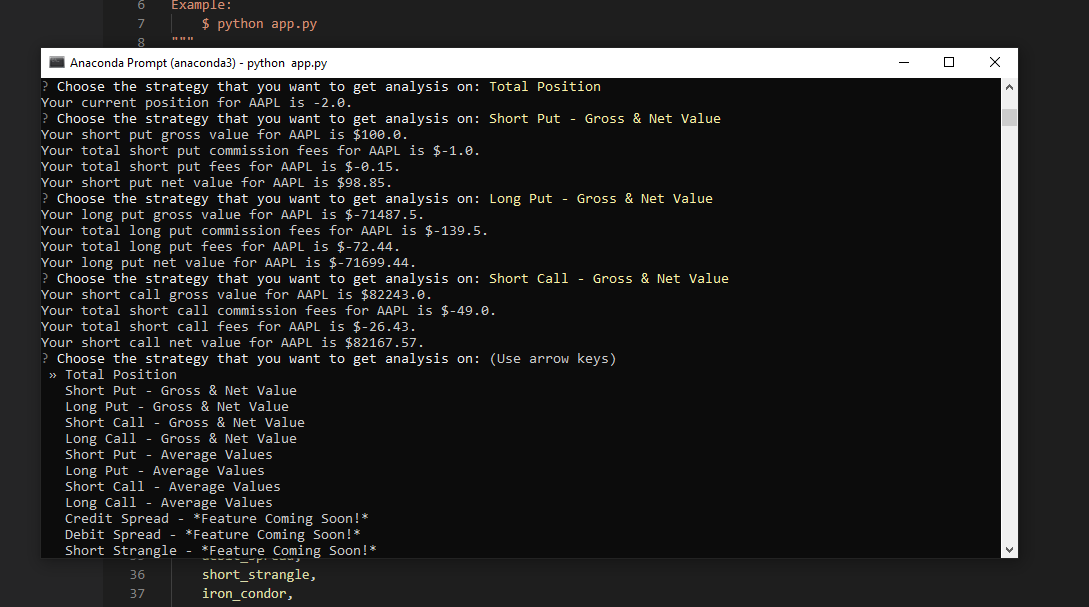 6 Example:
7 $ python app.py
8 """
Anaconda Prompt (anaconda3) - python app.py
? Choose the strategy that you want to get analysis on: Total Position
Your current position for AAPL is -2.0.
? Choose the strategy that you want to get analysis on: Short Put - Gross & Net Value
Your short put gross value for AAPL is $100.0.
Your total short put commission fees for AAPL is $-1.0.
Your total short put fees for AAPL is $-0.15.
Your short put net value for AAPL is $98.85.
? Choose the strategy that you want to get analysis on: Long Put - Gross & Net Value
Your long put gross value for AAPL is $-71487.5.
Your total long put commission fees for AAPL is $-139.5.
Your total long put fees for AAPL is $-72.44.
Your long put net value for AAPL is $-71699.44.
? Choose the strategy that you want to get analysis on: Short Call - Gross & Net Value
Your short call gross value for AAPL is $82243.0.
Your total short call commission fees for AAPL is $-49.0.
Your total short call fees for AAPL is $-26.43.
Your short call net value for AAPL is $82167.57.
? Choose the strategy that you want to get analysis on: (Use arrow keys)
» Total Position
Short Put - Gross & Net Value
Long Put - Gross & Net Value
Short Call - Gross & Net Value
Long Call - Gross & Net Value
Short Put - Average Values
Long Put - Average Values
Short Call - Average Values
Long Call - Average Values
Credit Spread - *Feature Coming Soon!*
Debit Spread - *Feature Coming Soon!*
Short Strangle - *Feature Coming Soon!*
36 short_strangle,
37 iron_condor,